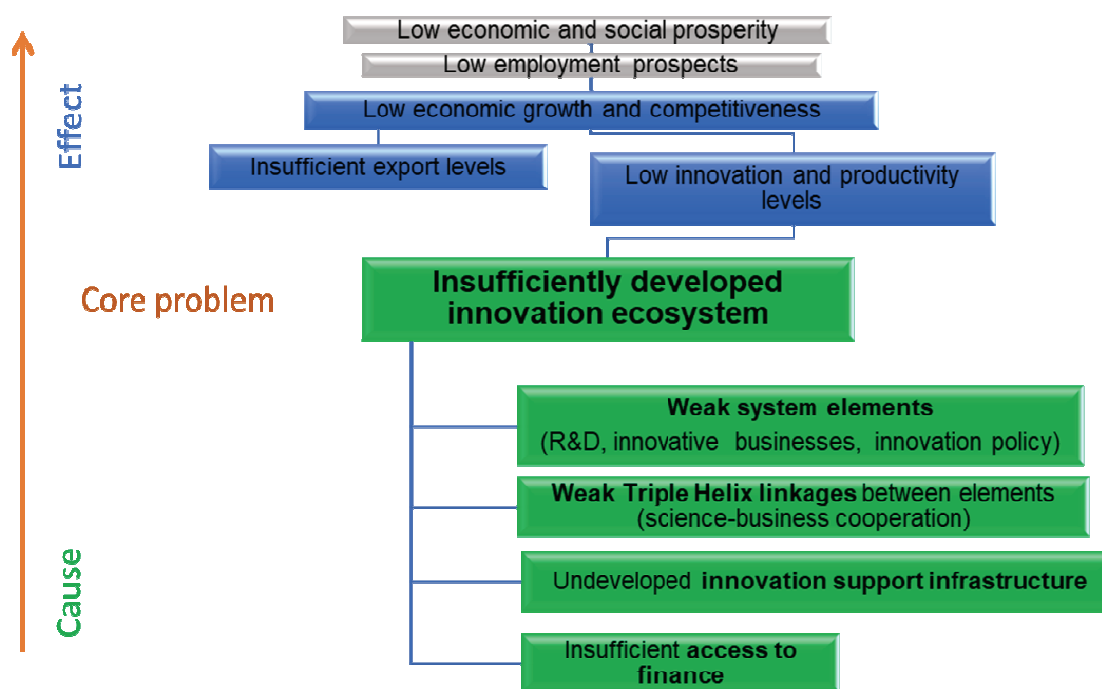 Low economic and social prosperity
Low employment prospects
Low economic growth and competitiveness
Insufficient export levels
Low innovation and productivity
levels
Effect
Core problem
Insufficiently developed
innovation ecosystem
Weak system elements
(R&D, innovative businesses, innovation policy)
Weak Triple Helix linkages between elements
(science-business cooperation)
Cause
Undeveloped innovation support infrastructure
Insufficient access to
finance